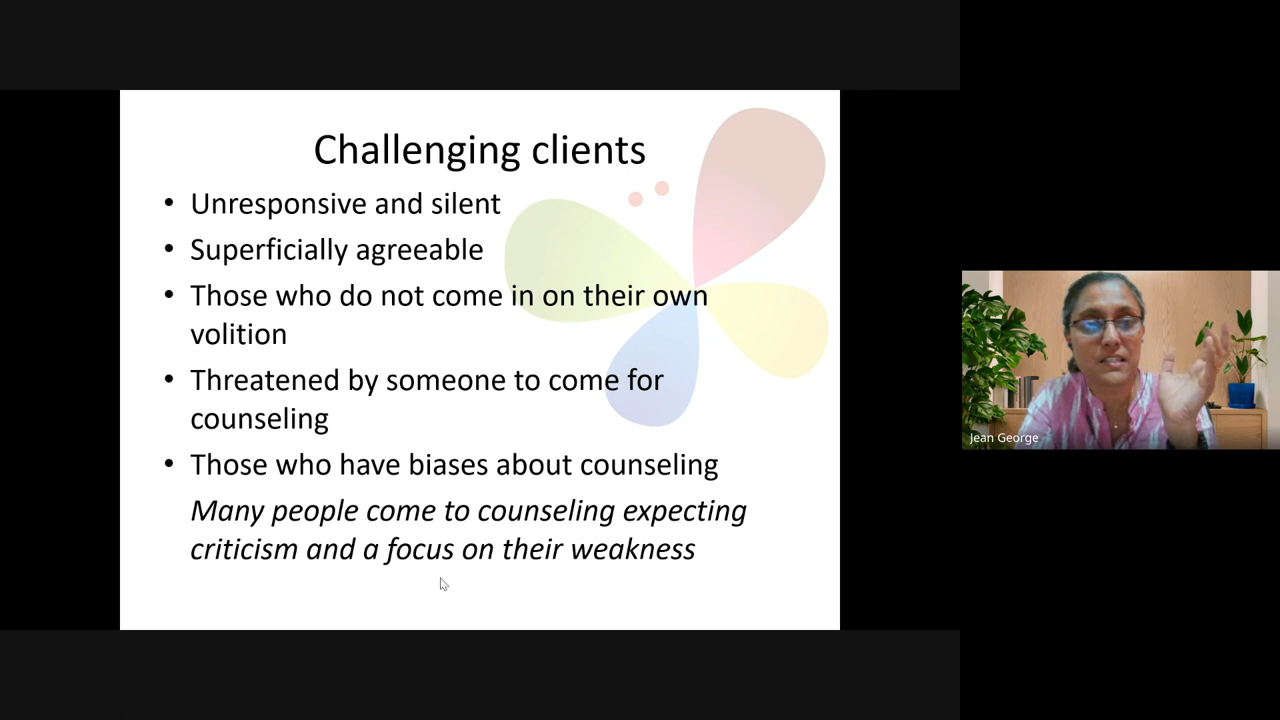 Challenging clients
• Unresponsive and silent
• Superficially agreeable
• Those who do not come in on their own
volition
• Threatened by someone to come for
counseling
• Those who have biases about counseling
Many people come to counseling expecting
criticism and a focus on their weakness
Jean George